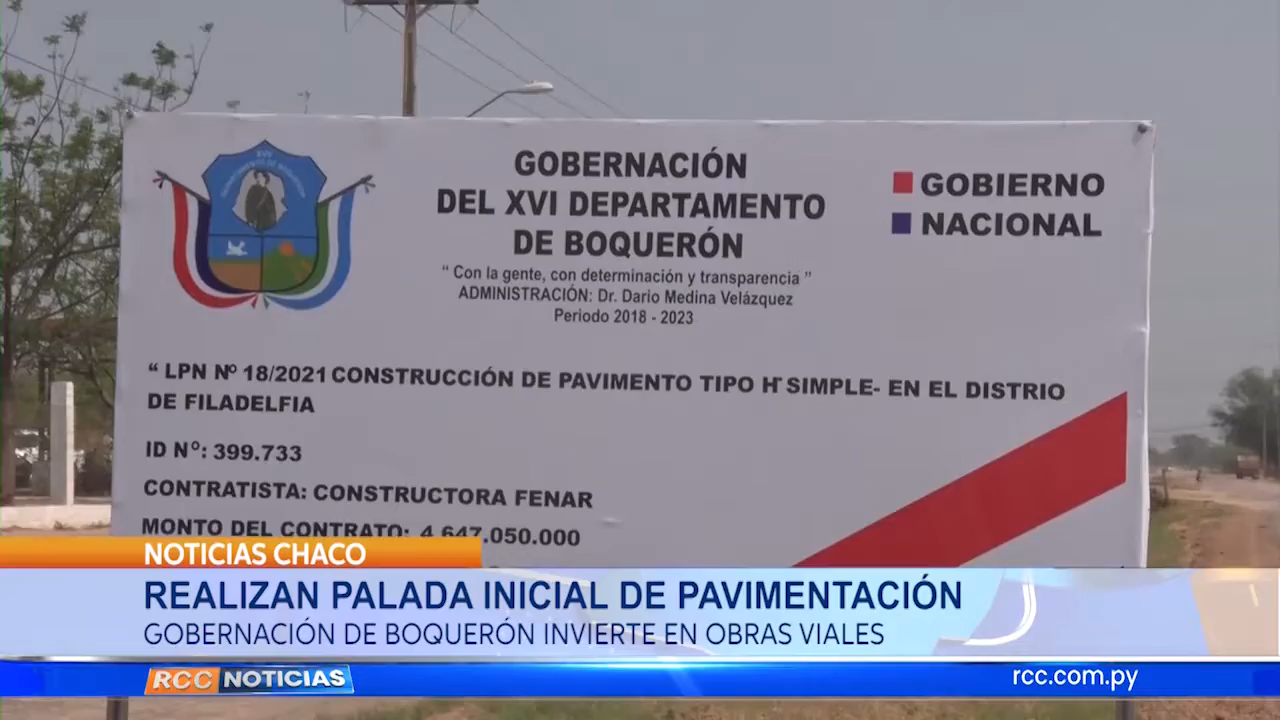 GOBERNACIÓN
DEL XVI DEPARTAMENTO
DE BOQUERÓN
“ Con la gente, con determinación y transparencia ”
ADMINISTRACIÓN: Dr. Darío Medina Velázquez
Periodo 2018 - 2023
GOBIERNO
NACIONAL
“ LPN Nº 18/2021 CONSTRUCCIÓN DE PAVIMENTO TIPO Hº SIMPLE- EN EL DISTRIO
DE FILADELFIA
ID Nº: 399.733
CONTRATISTA: CONSTRUCTORA FENAR
MONTO DEL CONTRATO: 4.647.050.000
NOTICIAS CHACO
REALIZAN PALADA INICIAL DE PAVIMENTACIÓN
GOBERNACIÓN DE BOQUERÓN INVIERTE EN OBRAS VIALES
RCC NOTICIAS
rcc.com.py